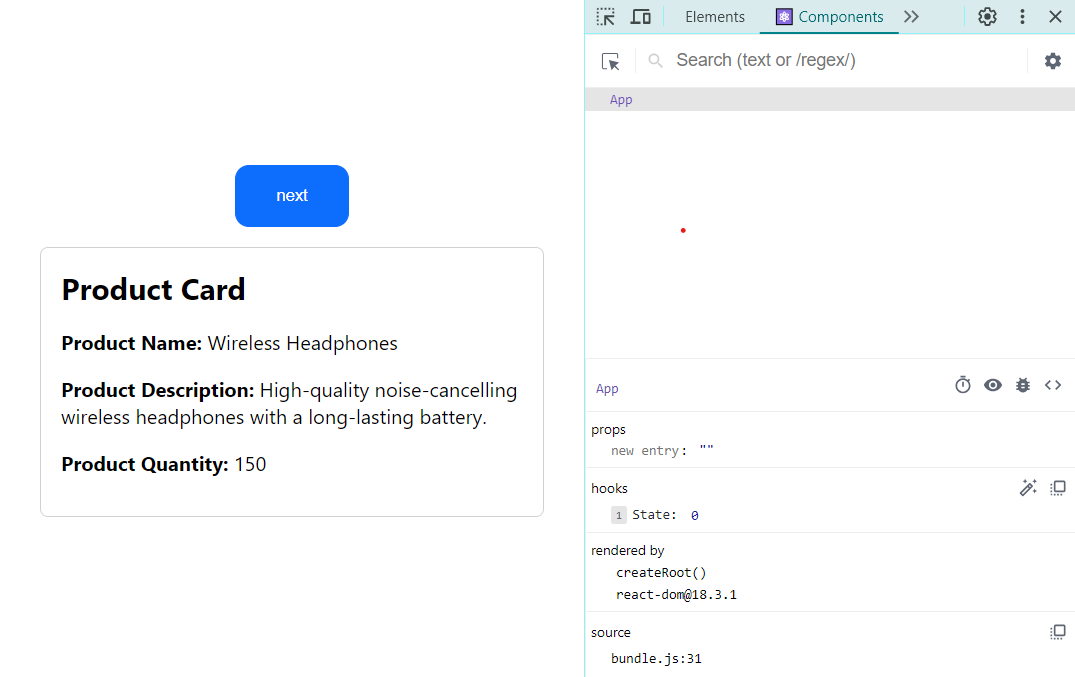 next
Product Card
Product Name: Wireless Headphones
Product Description: High-quality noise-cancelling
wireless headphones with a long-lasting battery.
Product Quantity: 150
Elements
Components
Search (text or /regex/)
App
App
props
new entry: ""
hooks
1 State: 0
rendered by
createRoot()
react-dom@18.3.1
source
bundle.js:31